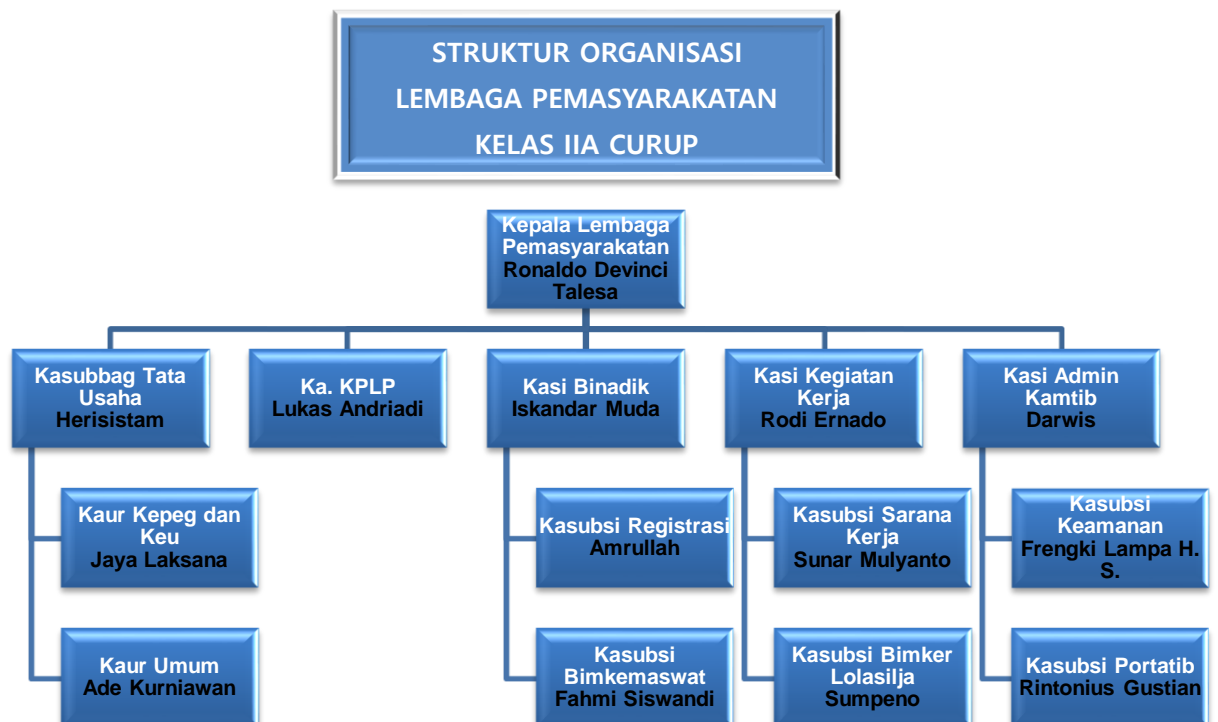 STRUKTUR ORGANISASI
LEMBAGA PEMASYARAKATAN
KELAS IIA CURUP
Kepala Lembaga
Pemasyarakatan
Ronaldo Devinci
Talesa
Kasubbag Tata
Usaha
Herisistam
Ka. KPLP
Lukas Andriadi
Kasi Binadik
Iskandar Muda
Kasi Kegiatan
Kerja
Rodi Ernado
Kasi Admin
Kamtib
Darwis
Kaur Kepeg dan
Keu
Jaya Laksana
Kasubsi Registrasi
Amrullah
Kasubsi Sarana
Kerja
Sunar Mulyanto
Kasubsi
Keamanan
Frengki Lampa H.
S.
Kaur Umum
Ade Kurniawan
Kasubsi
Bimkemaswat
Fahmi Siswandi
Kasubsi Bimker
Lolasilja
Sumpeno
Kasubsi Portatib
Rintonius Gustian